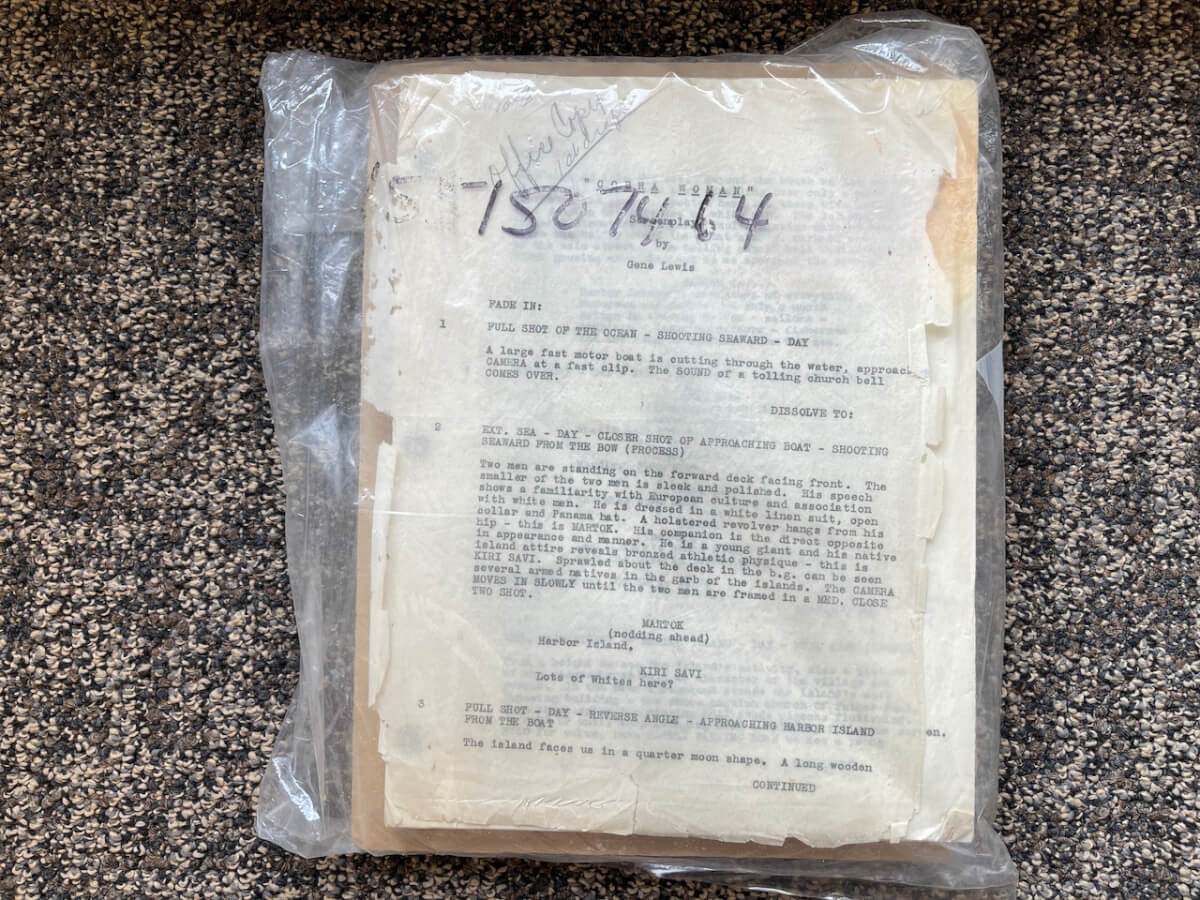 Office Copy
"COBRA WOMAN"
5-1507464
Screenplay
by
Gene Lewis
FADE IN:
1
FULL SHOT OF THE OCEAN - SHOOTING SEAWARD - DAY
A large fast motor boat is cutting through the water, approach
CAMERA at a fast clip. The SOUND of a tolling church bell
COMES OVER.
DISSOLVE TO:
2
EXT. SEA - DAY - CLOSER SHOT OF APPROACHING BOAT - SHOOTING
SEAWARD FROM THE BOW (PROCESS)
Two men are standing on the forward deck facing front. The
smaller of the two men is sleek and polished. His speech
shows a familiarity with European culture and association
with white men. He is dressed in a white linen suit, open
collar and Panama hat. A holstered revolver hangs from his
hip - this is MARTOK. His companion is the direct opposite
in appearance and manner. He is a young giant and his native
island attire reveals bronzed athletic physique - this is
KIRI SAVI. Sprawled about the deck in the b.g. can be seen
several armed natives in the garb of the islands. The CAMERA
MOVES IN SLOWLY until the two men are framed in a MED. CLOSE
TWO SHOT.
MARTOK
(nodding ahead)
Harbor Island.
KIRI SAVI
Lots of Whites here?
3
FULL SHOT - DAY - REVERSE ANGLE - APPROACHING HARBOR ISLAND
FROM THE BOAT
en.
The island faces us in a quarter moon shape. A long wooden
CONTINUED